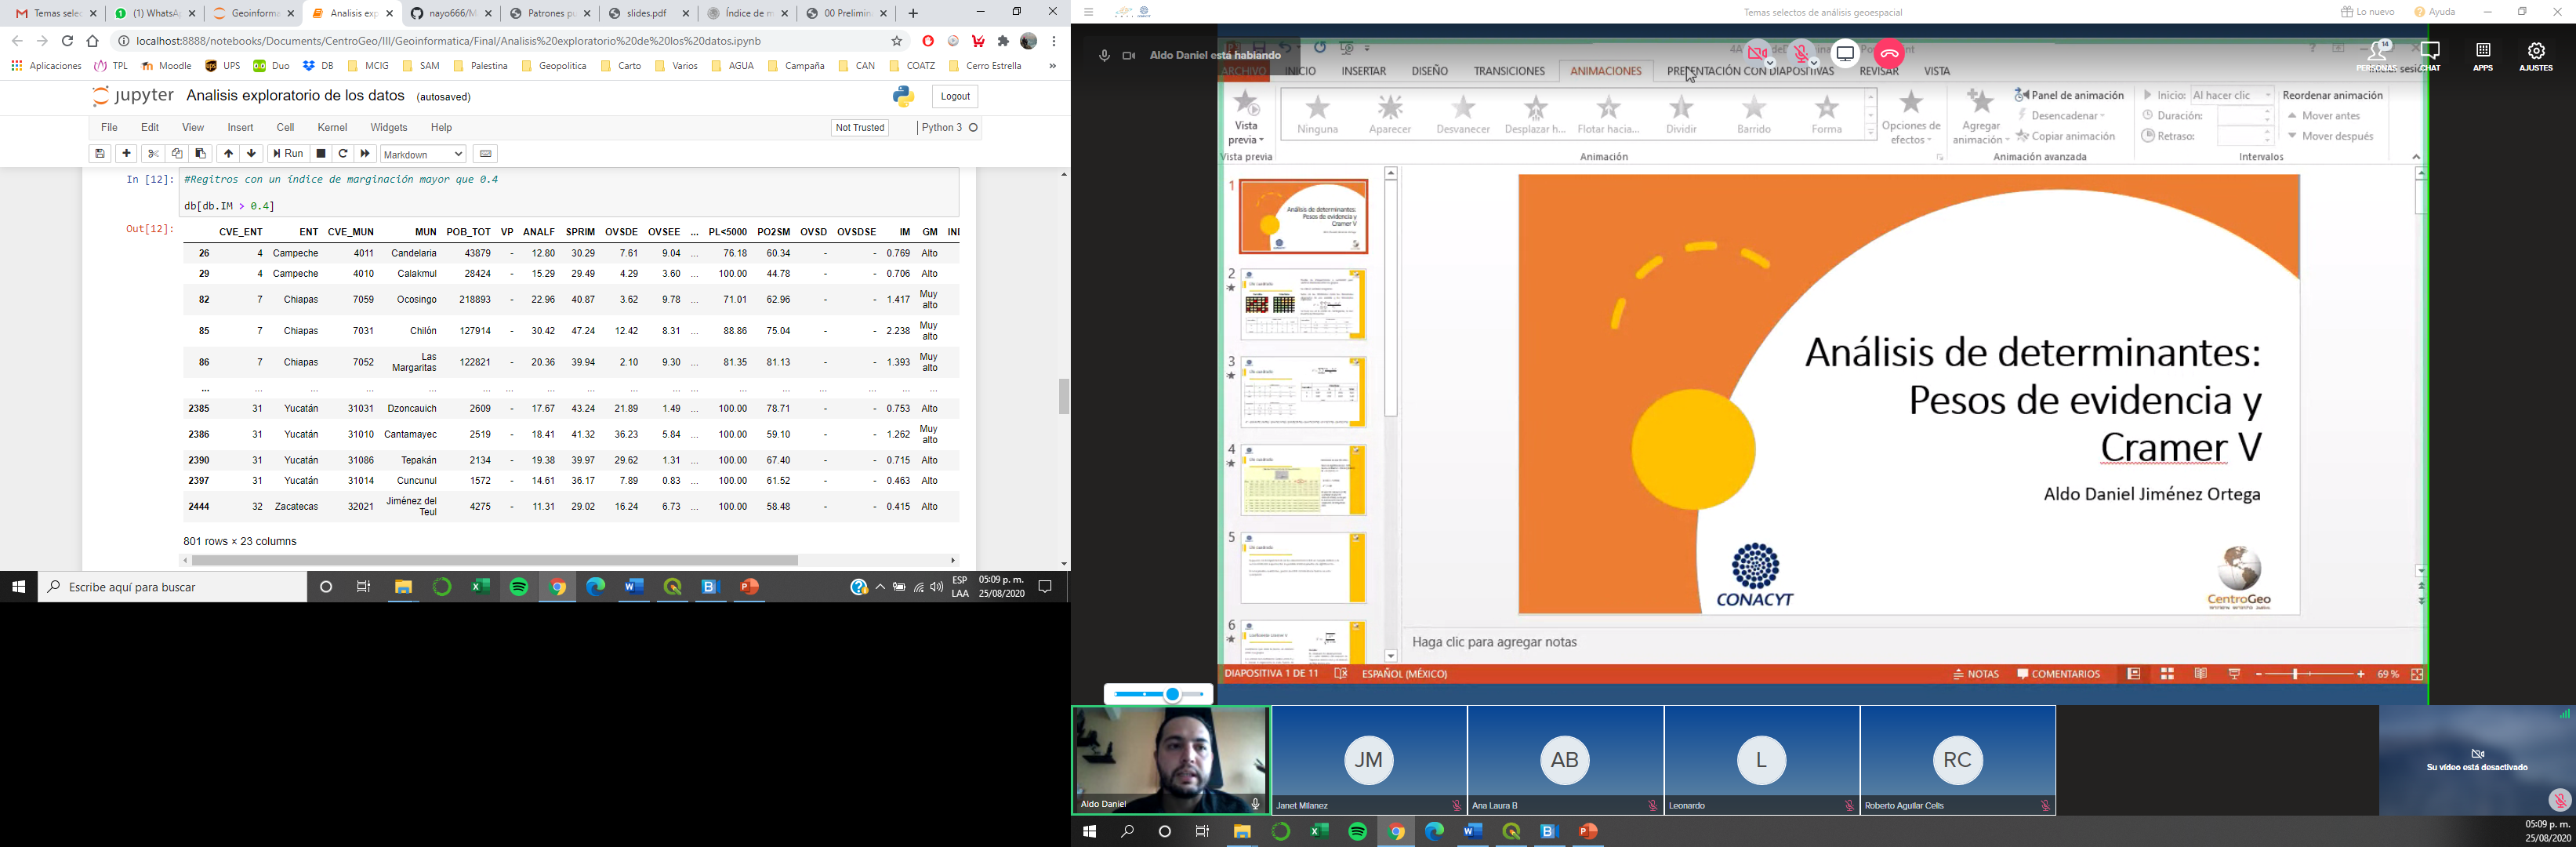 Temas selec
(1) WhatsAp
Geoinforma
Analisis exp
nayo666/M
Patrones pu
slides.pdf
Índice de m
00 Prelimin
localhost:8888/notebooks/Documents/CentroGeo/III/Geoinformatica/Final/Analisis%20exploratorio%20de%20los%20datos.ipynb
Aplicaciones TPL Moodle UPS Duo DB MCIG SAM Palestina Geopolitica Carto Varios AGUA Campaña CAN COATZ Cerro Estrella »
jupyter Analisis exploratorio de los datos (autosaved)
Logout
File Edit View Insert Cell Kernel Widgets Help
Not Trusted Python 3
Run Markdown
In [12]: #Regitros con un índice de marginación mayor que 0.4
db[db.IM > 0.4]
Out[12]:
CVE_ENT ENT CVE_MUN MUN POB_TOT VP ANALF SPRIM OVSDE OVSEE ... PL<5000 PO2SM OVSD OVSDSE IM GM INI
26 4 Campeche 4011 Candelaria 43879 - 12.80 30.29 7.61 9.04 ... 76.18 60.34 - - 0.769 Alto
29 4 Campeche 4010 Calakmul 28424 - 15.29 29.49 4.29 3.60 ... 100.00 44.78 - - 0.706 Alto
82 7 Chiapas 7059 Ocosingo 218893 - 22.96 40.87 3.62 9.78 ... 71.01 62.96 - - 1.417 Muy alto
85 7 Chiapas 7031 Chilón 127914 - 30.42 47.24 12.42 8.31 ... 88.86 75.04 - - 2.238 Muy alto
86 7 Chiapas 7052 Las Margaritas 122821 - 20.36 39.94 2.10 9.30 ... 81.35 81.13 - - 1.393 Muy alto
... ... ... ... ... ... ... ... ... ... ... ... ... ... ... ... ... ...
2385 31 Yucatán 31031 Dzoncauich 2609 - 17.67 43.24 21.89 1.49 ... 100.00 78.71 - - 0.753 Alto
2386 31 Yucatán 31010 Cantamayec 2519 - 18.41 41.32 36.23 5.84 ... 100.00 59.10 - - 1.262 Muy alto
2390 31 Yucatán 31086 Tepakán 2134 - 19.38 39.97 29.62 1.31 ... 100.00 67.40 - - 0.715 Alto
2397 31 Yucatán 31014 Cuncunul 1572 - 14.61 36.17 7.89 0.83 ... 100.00 61.52 - - 0.463 Alto
2444 32 Zacatecas 32021 Jiménez del Teul 4275 - 11.31 29.02 16.24 6.73 ... 100.00 58.48 - - 0.415 Alto
801 rows × 23 columns
Escribe aquí para buscar
ESP
LAA
05:09 p. m.
25/08/2020
Temas selectos de análisis geoespacial
Lo nuevo Ayuda
Aldo Daniel está hablando
14
PERSONAS CHAT APPS AJUSTES
ARCHIVO INICIO INSERTAR DISEÑO TRANSICIONES ANIMACIONES PRESENTACIÓN CON DIAPOSITIVAS REVISAR VISTA
Vista previa
Ninguna Aparecer Desvanecer Desplazar h... Flotar hacia... Dividir Barrido Forma
Opciones de efectos
Agregar animación
Panel de animación
Desencadenar
Copiar animación
Inicio: Al hacer clic
Duración:
Retraso:
Reordenar animación
Mover antes
Mover después
Vista previa Animación Animación avanzada Intervalos
1
Análisis de determinantes:
Pesos de evidencia y
Cramer V
2
3
4
5
6
Análisis de determinantes:
Pesos de evidencia y
Cramer V
Aldo Daniel Jiménez Ortega
CONACYT
CentroGeo
Haga clic para agregar notas
DIAPOSITIVA 1 DE 11 ESPAÑOL (MÉXICO) NOTAS COMENTARIOS 69 %
Aldo Daniel
JM
Janet Milanez
AB
Ana Laura B
L
Leonardo
RC
Roberto Aguilar Celis
Su vídeo está desactivado
05:09 p. m.
25/08/2020